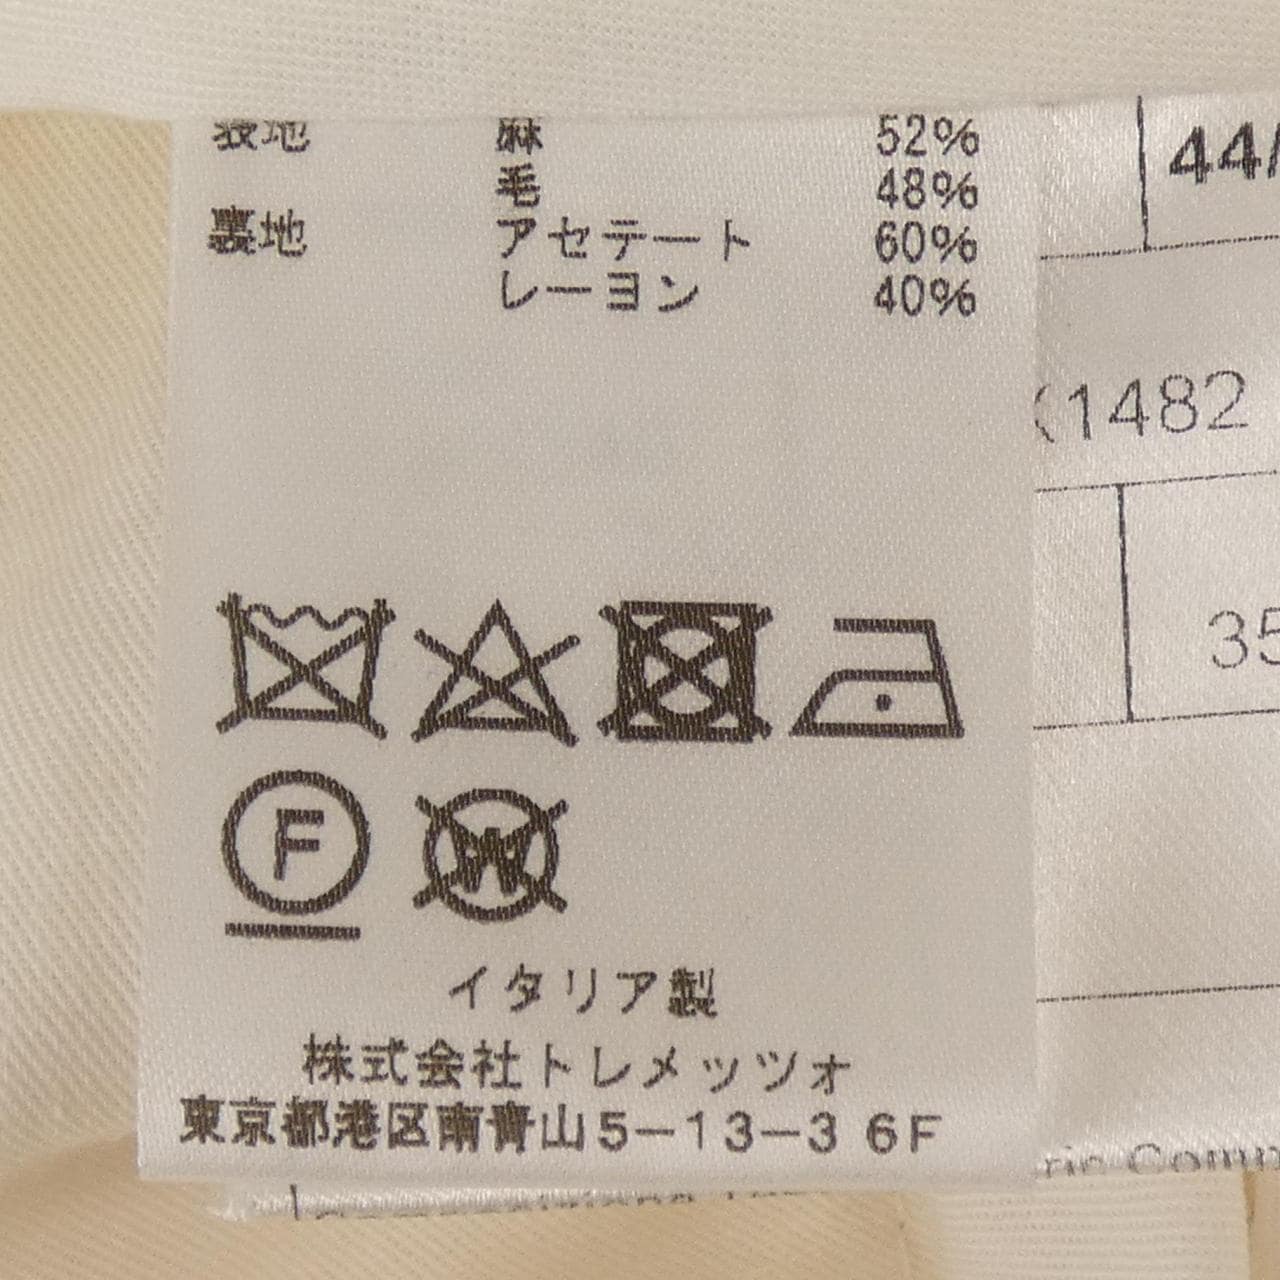 表地 麻 52%
毛 48%
裏地 アセテート 60%
レーヨン 40%
F
W
イタリア製
株式会社トレメッツォ
東京都港区南青山5-13-3 6F
44/
1482
35